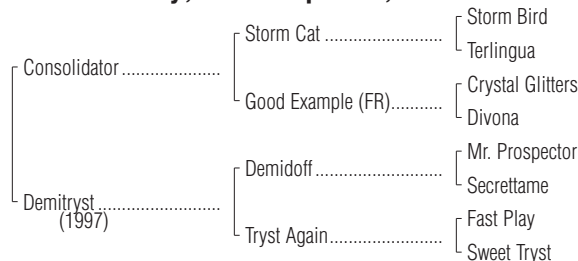 Storm Bird
Storm Cat ......................
Terlingua
Consolidator ....................
Crystal Glitters
Good Example (FR)...........
Divona
Mr. Prospector
Demidoff...........................
Secrettame
Demitryst.........................
(1997)
Fast Play
Tryst Again........................
Sweet Tryst